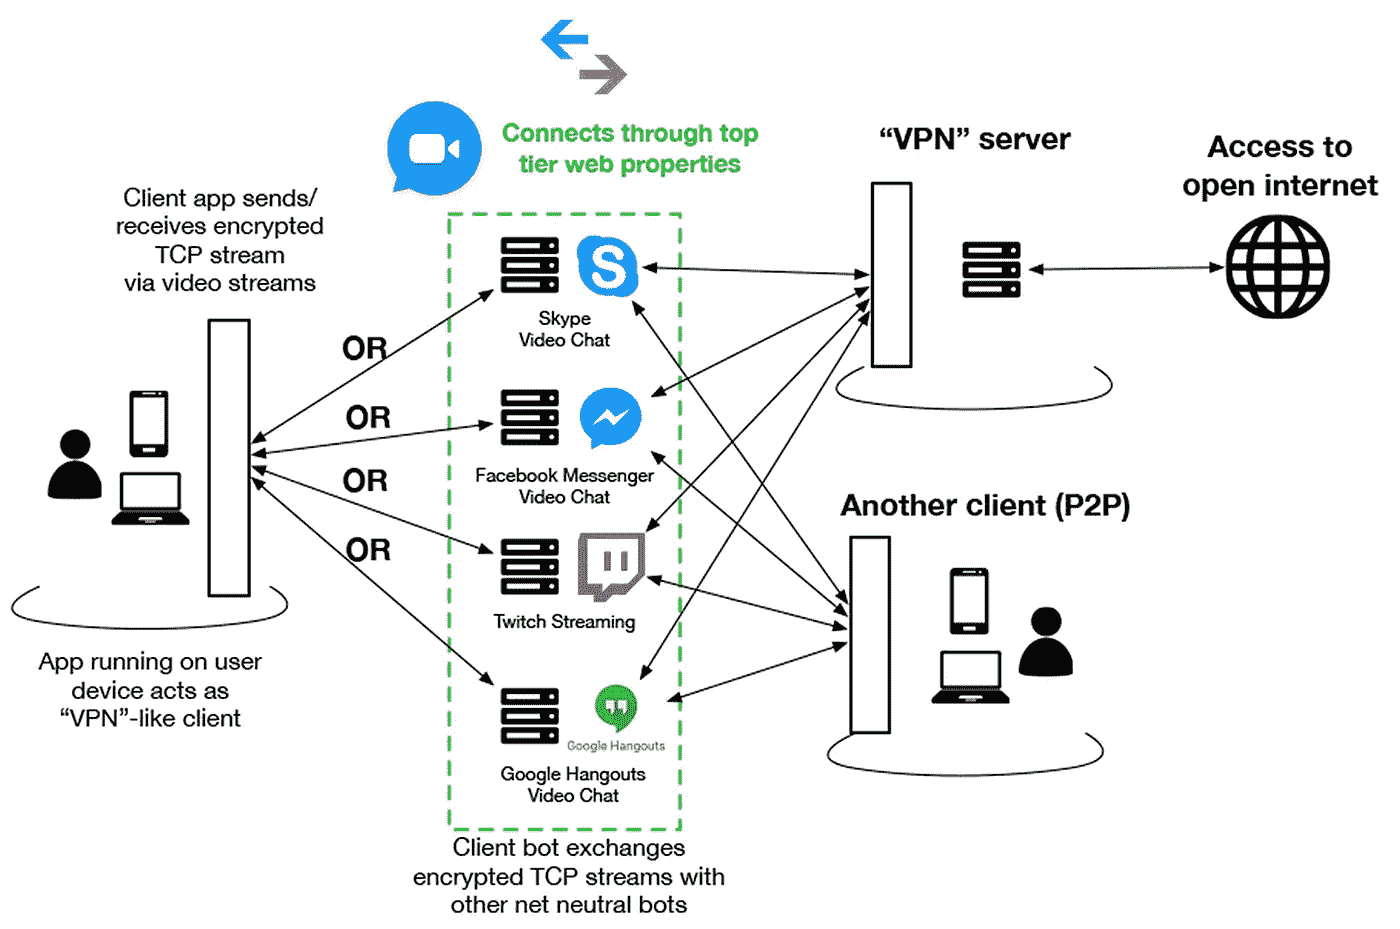 Connects through top
tier web properties
“VPN” server
Access to
open internet
Client app sends/
receives encrypted
TCP stream
via video streams
OR
OR
OR
OR
S
Skype
Video Chat
Facebook Messenger
Video Chat
Twitch Streaming
Google Hangouts
Google Hangouts
Video Chat
Another client (P2P)
App running on user
device acts as
“VPN”-like client
Client bot exchanges
encrypted TCP streams with
other net neutral bots